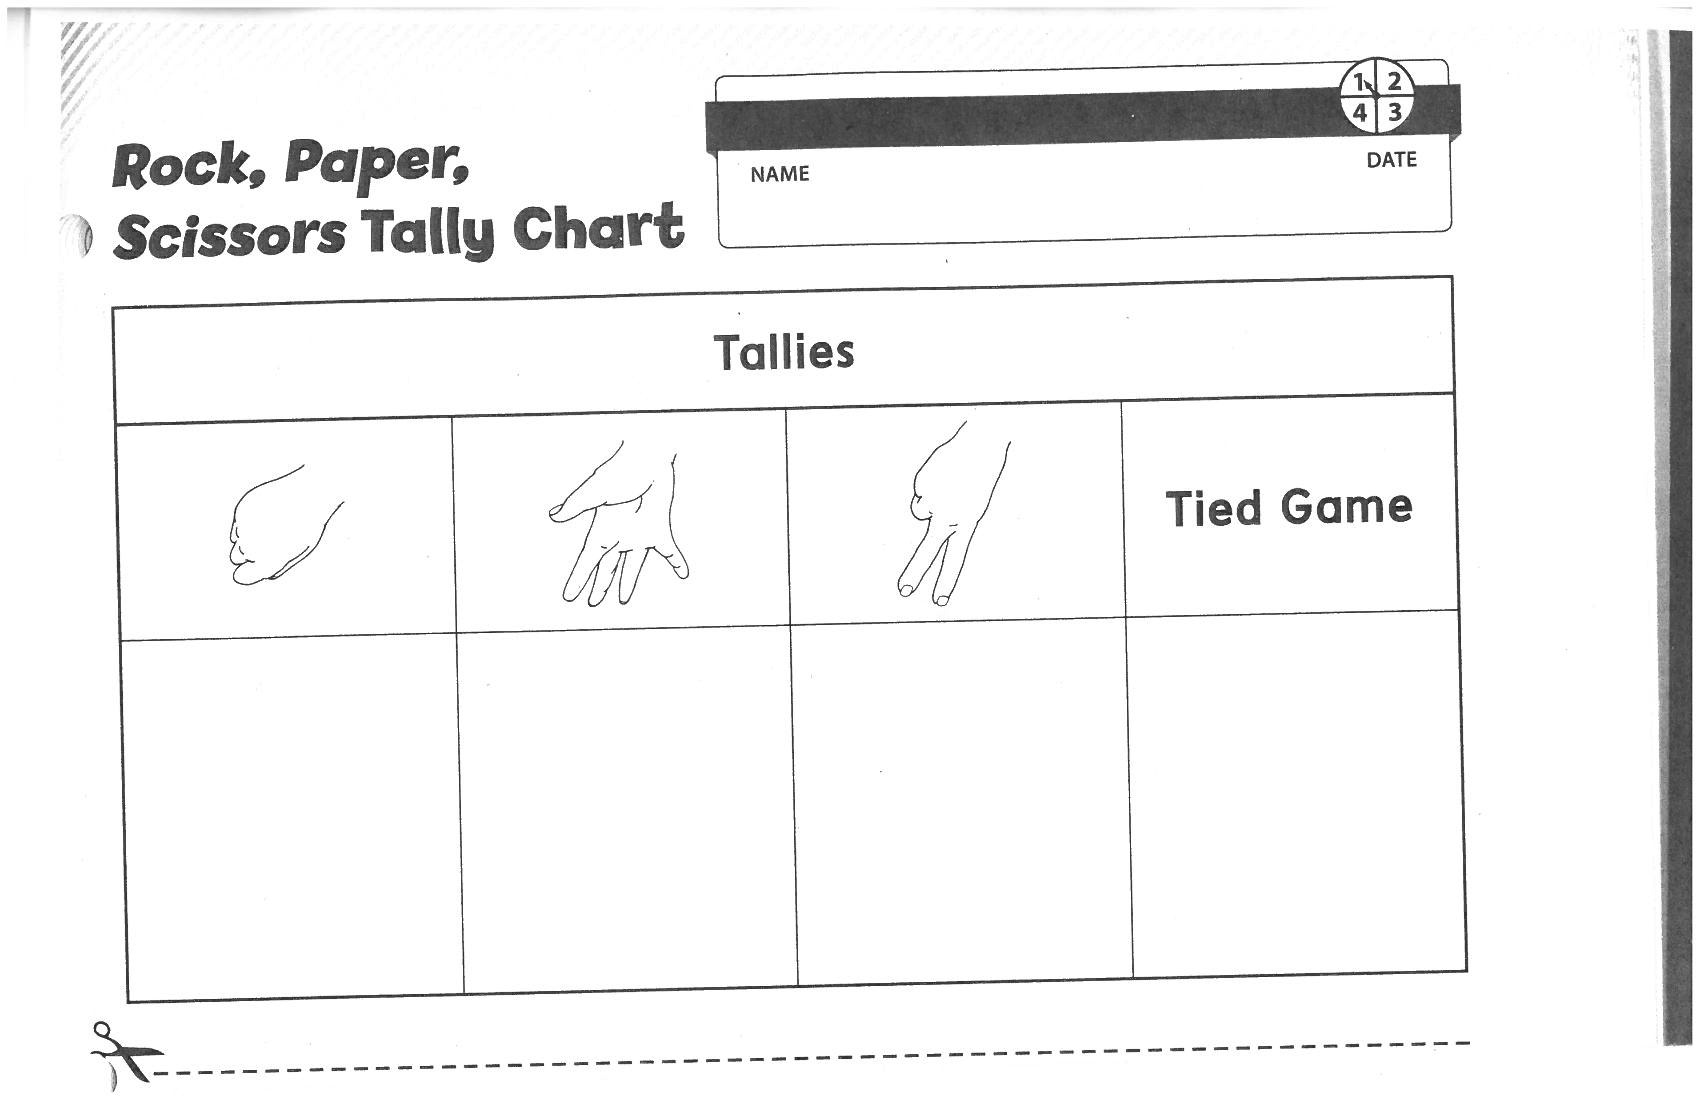 Rock, Paper,
Scissors Tally Chart
1 2
4 3
NAME DATE
Tallies
Tied Game